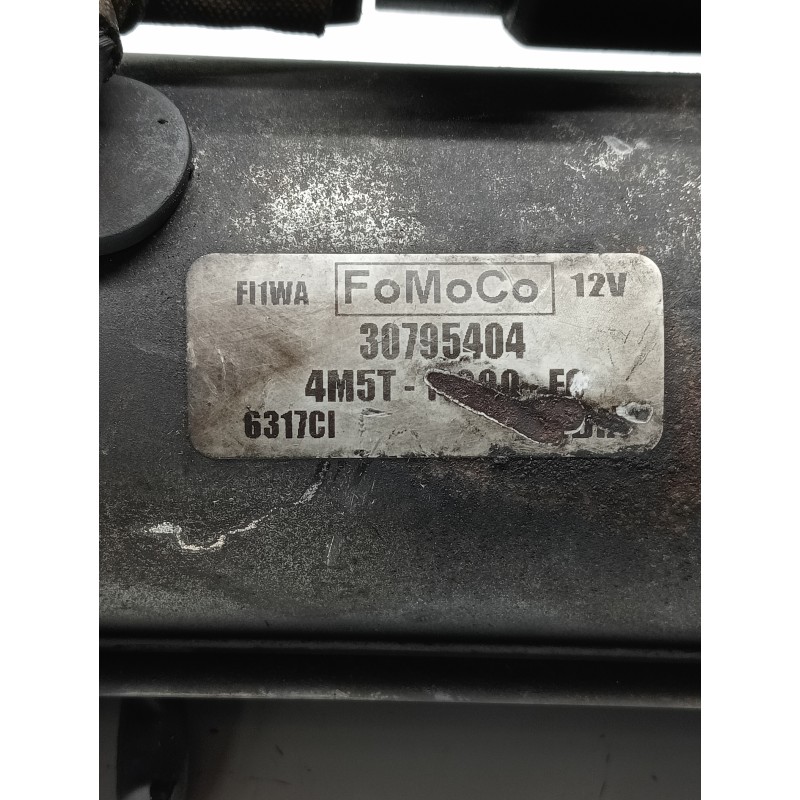 FI1WA FoMoCo 12V
30795404
4M5T-
6317CI